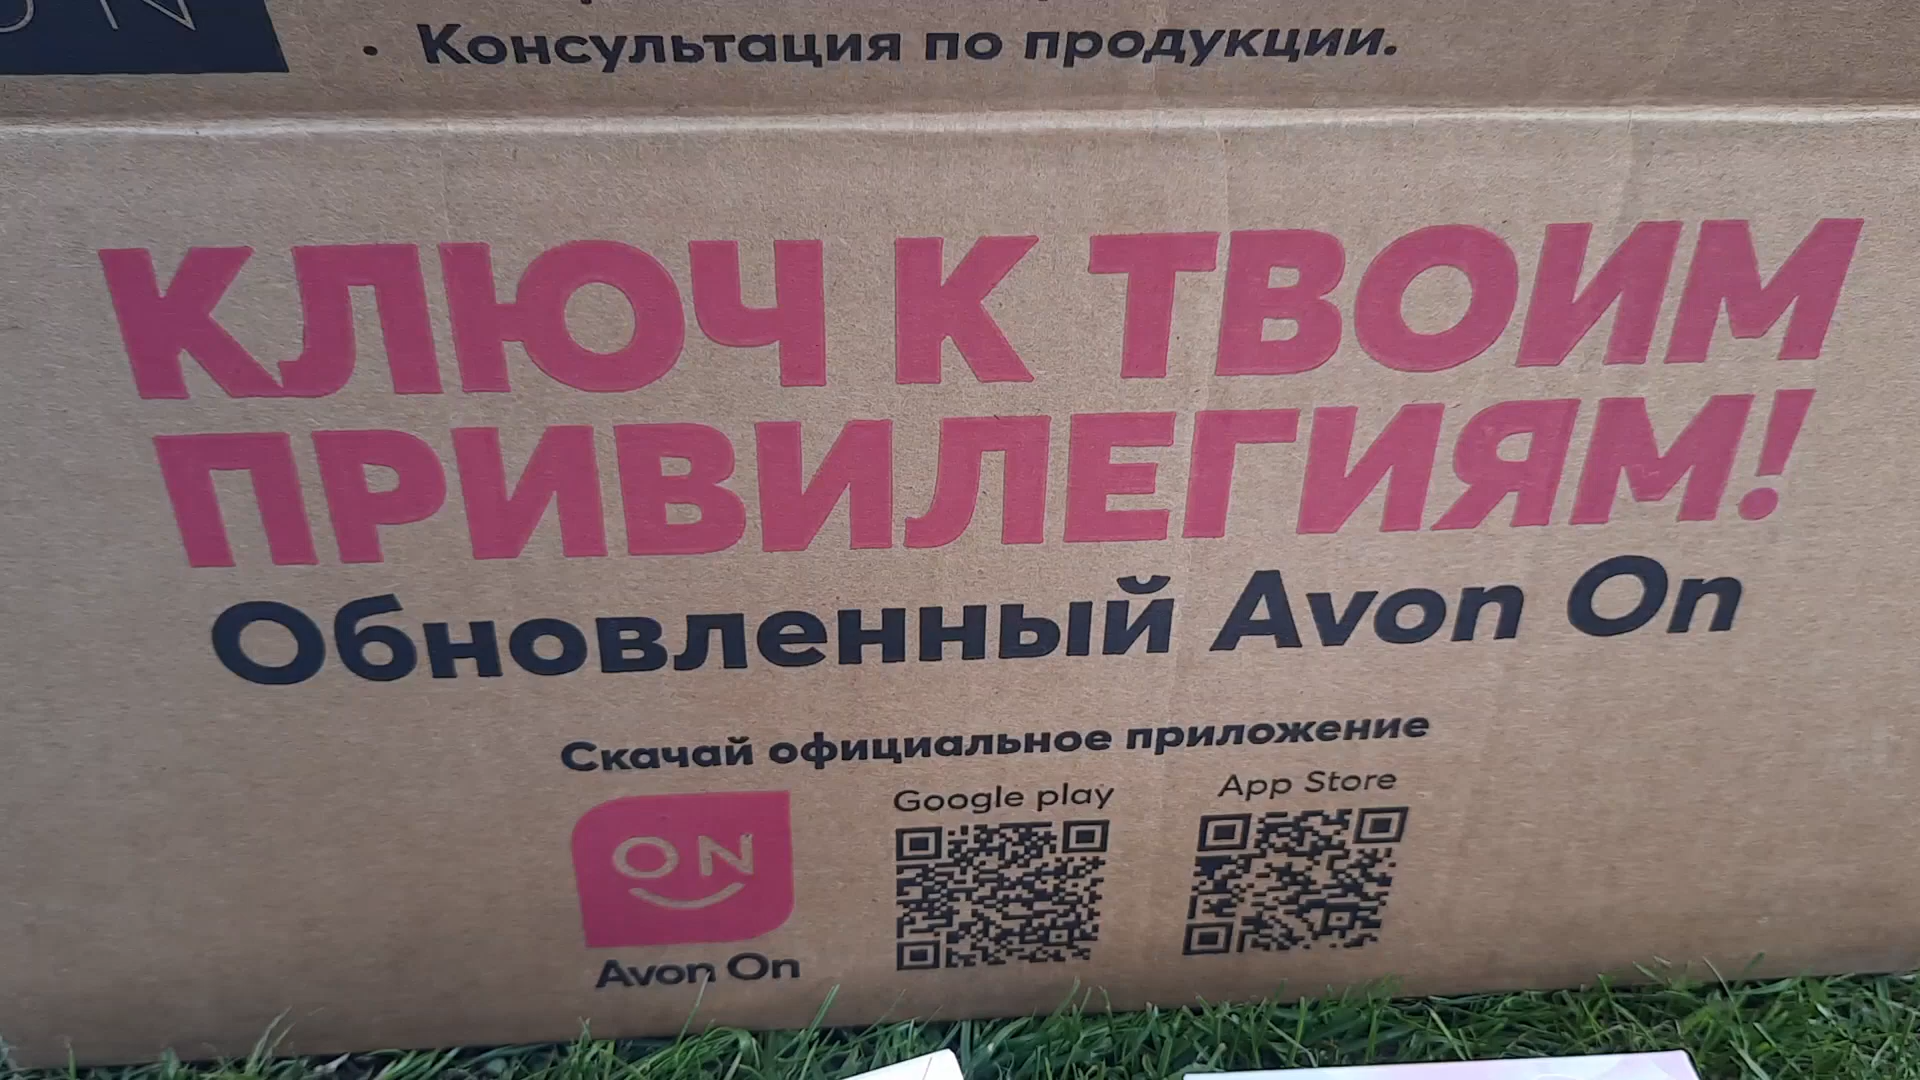 ON
• Консультация по продукции.
КЛЮЧ К ТВОИМ
ПРИВИЛЕГИЯМ!
Обновленный Avon On
Скачай официальное приложение
Google play
App Store
ON
Avon On